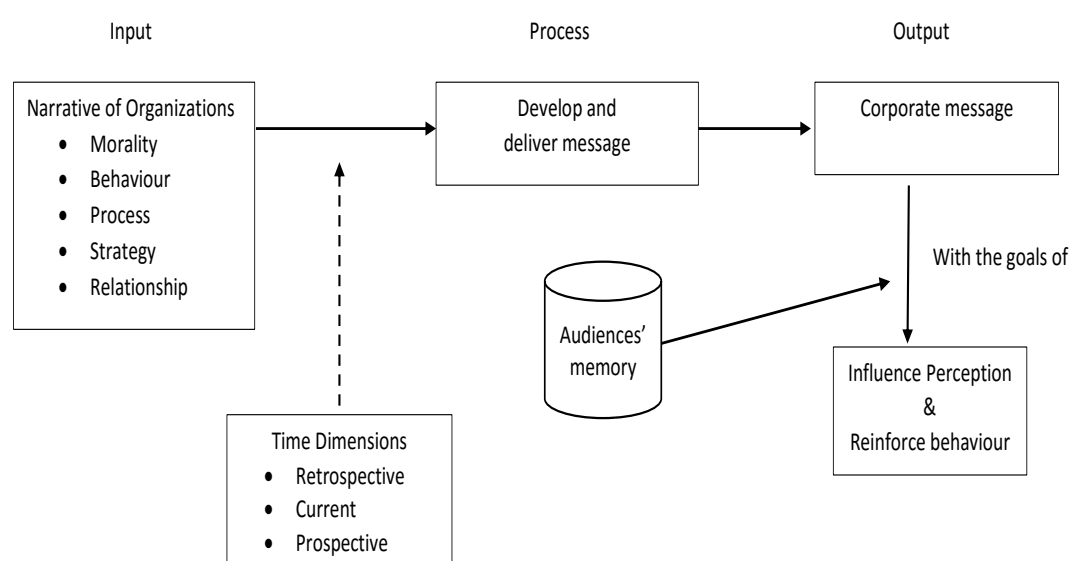 Input
Process
Output
Narrative of Organizations
• Morality
• Behaviour
• Process
• Strategy
• Relationship
Develop and
deliver message
Corporate message
With the goals of
Audiences’
memory
Influence Perception
&
Reinforce behaviour
Time Dimensions
• Retrospective
• Current
• Prospective